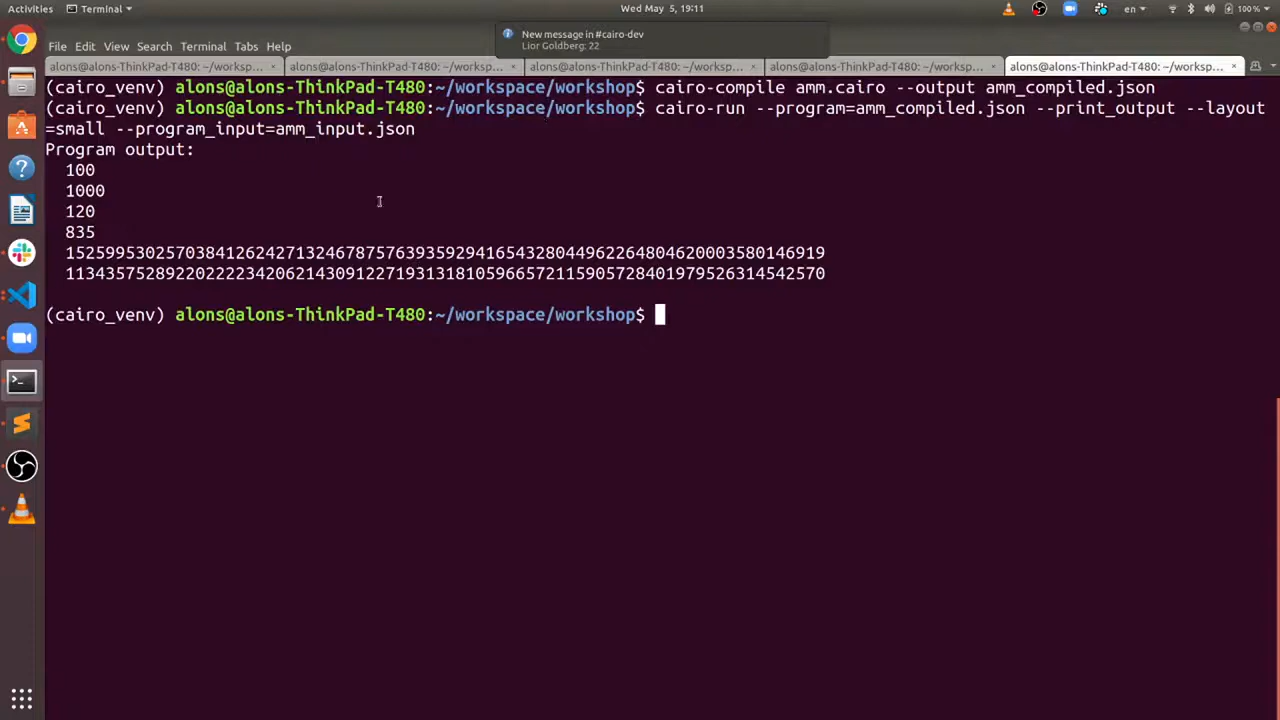 Activities Terminal Wed May 5, 19:11 en 100%
New message in #cairo-dev
Lior Goldberg: 22
File Edit View Search Terminal Tabs Help
alons@alons-ThinkPad-T480: ~/worksp... × alons@alons-ThinkPad-T480: ~/worksp... × alons@alons-ThinkPad-T480: ~/worksp... × alons@alons-ThinkPad-T480: ~/worksp... × alons@alons-ThinkPad-T480: ~/worksp... ×
(cairo_venv) alons@alons-ThinkPad-T480:~/workspace/workshop$ cairo-compile amm.cairo --output amm_compiled.json
(cairo_venv) alons@alons-ThinkPad-T480:~/workspace/workshop$ cairo-run --program=amm_compiled.json --print_output --layout
=small --program_input=amm_input.json
Program output:
100
1000
120
835
1525995302570384126242713246787576393592941654328044962264804620003580146919
1134357528922022223420621430912271931318105966572115905728401979526314542570
(cairo_venv) alons@alons-ThinkPad-T480:~/workspace/workshop$